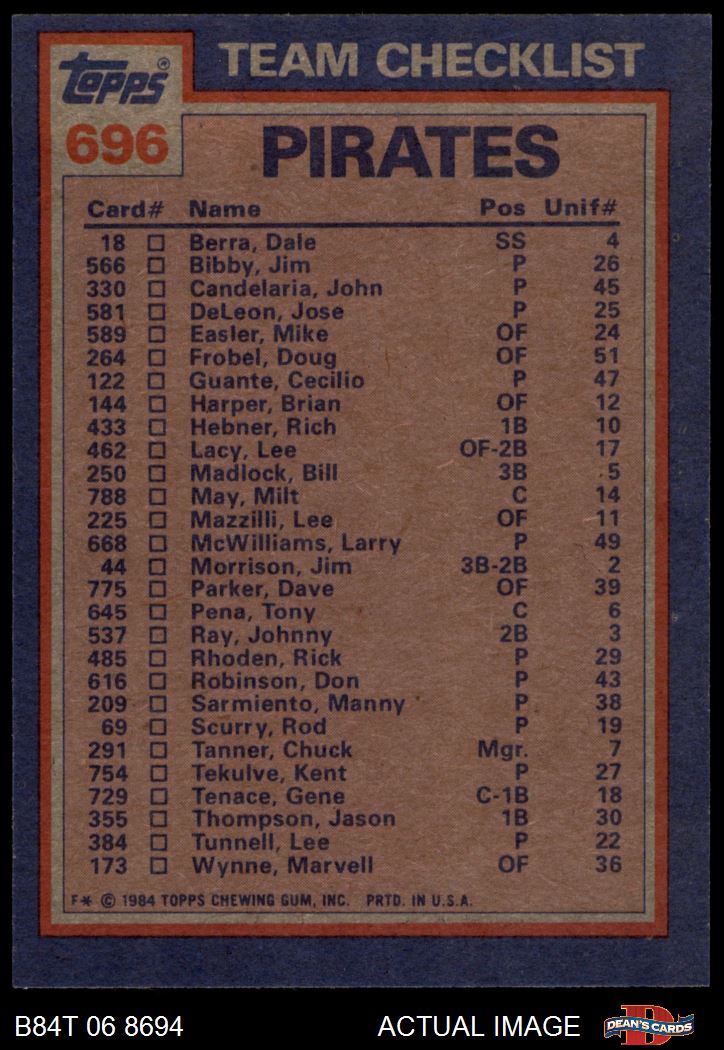 Topps® TEAM CHECKLIST
696 PIRATES
Card# Name Pos Unif#
18 Berra, Dale SS 4
566 Bibby, Jim P 26
330 Candelaria, John P 45
581 DeLeon, Jose P 25
589 Easler, Mike OF 24
264 Frobel, Doug OF 51
122 Guante, Cecilio P 47
144 Harper, Brian OF 12
433 Hebner, Rich 1B 10
462 Lacy, Lee OF-2B 17
250 Madlock, Bill 3B 5
788 May, Milt C 14
225 Mazzilli, Lee OF 11
668 McWilliams, Larry P 49
44 Morrison, Jim 3B-2B 2
775 Parker, Dave OF 39
645 Pena, Tony C 6
537 Ray, Johnny 2B 3
485 Rhoden, Rick P 29
616 Robinson, Don P 43
209 Sarmiento, Manny P 38
69 Scurry, Rod P 19
291 Tanner, Chuck Mgr. 7
754 Tekulve, Kent P 27
729 Tenace, Gene C-1B 18
355 Thompson, Jason 1B 30
384 Tunnell, Lee P 22
173 Wynne, Marvell OF 36
F* © 1984 TOPPS CHEWING GUM, INC. PRTD. IN U.S.A.
B84T 06 8694 ACTUAL IMAGE D DEAN'S CARDS